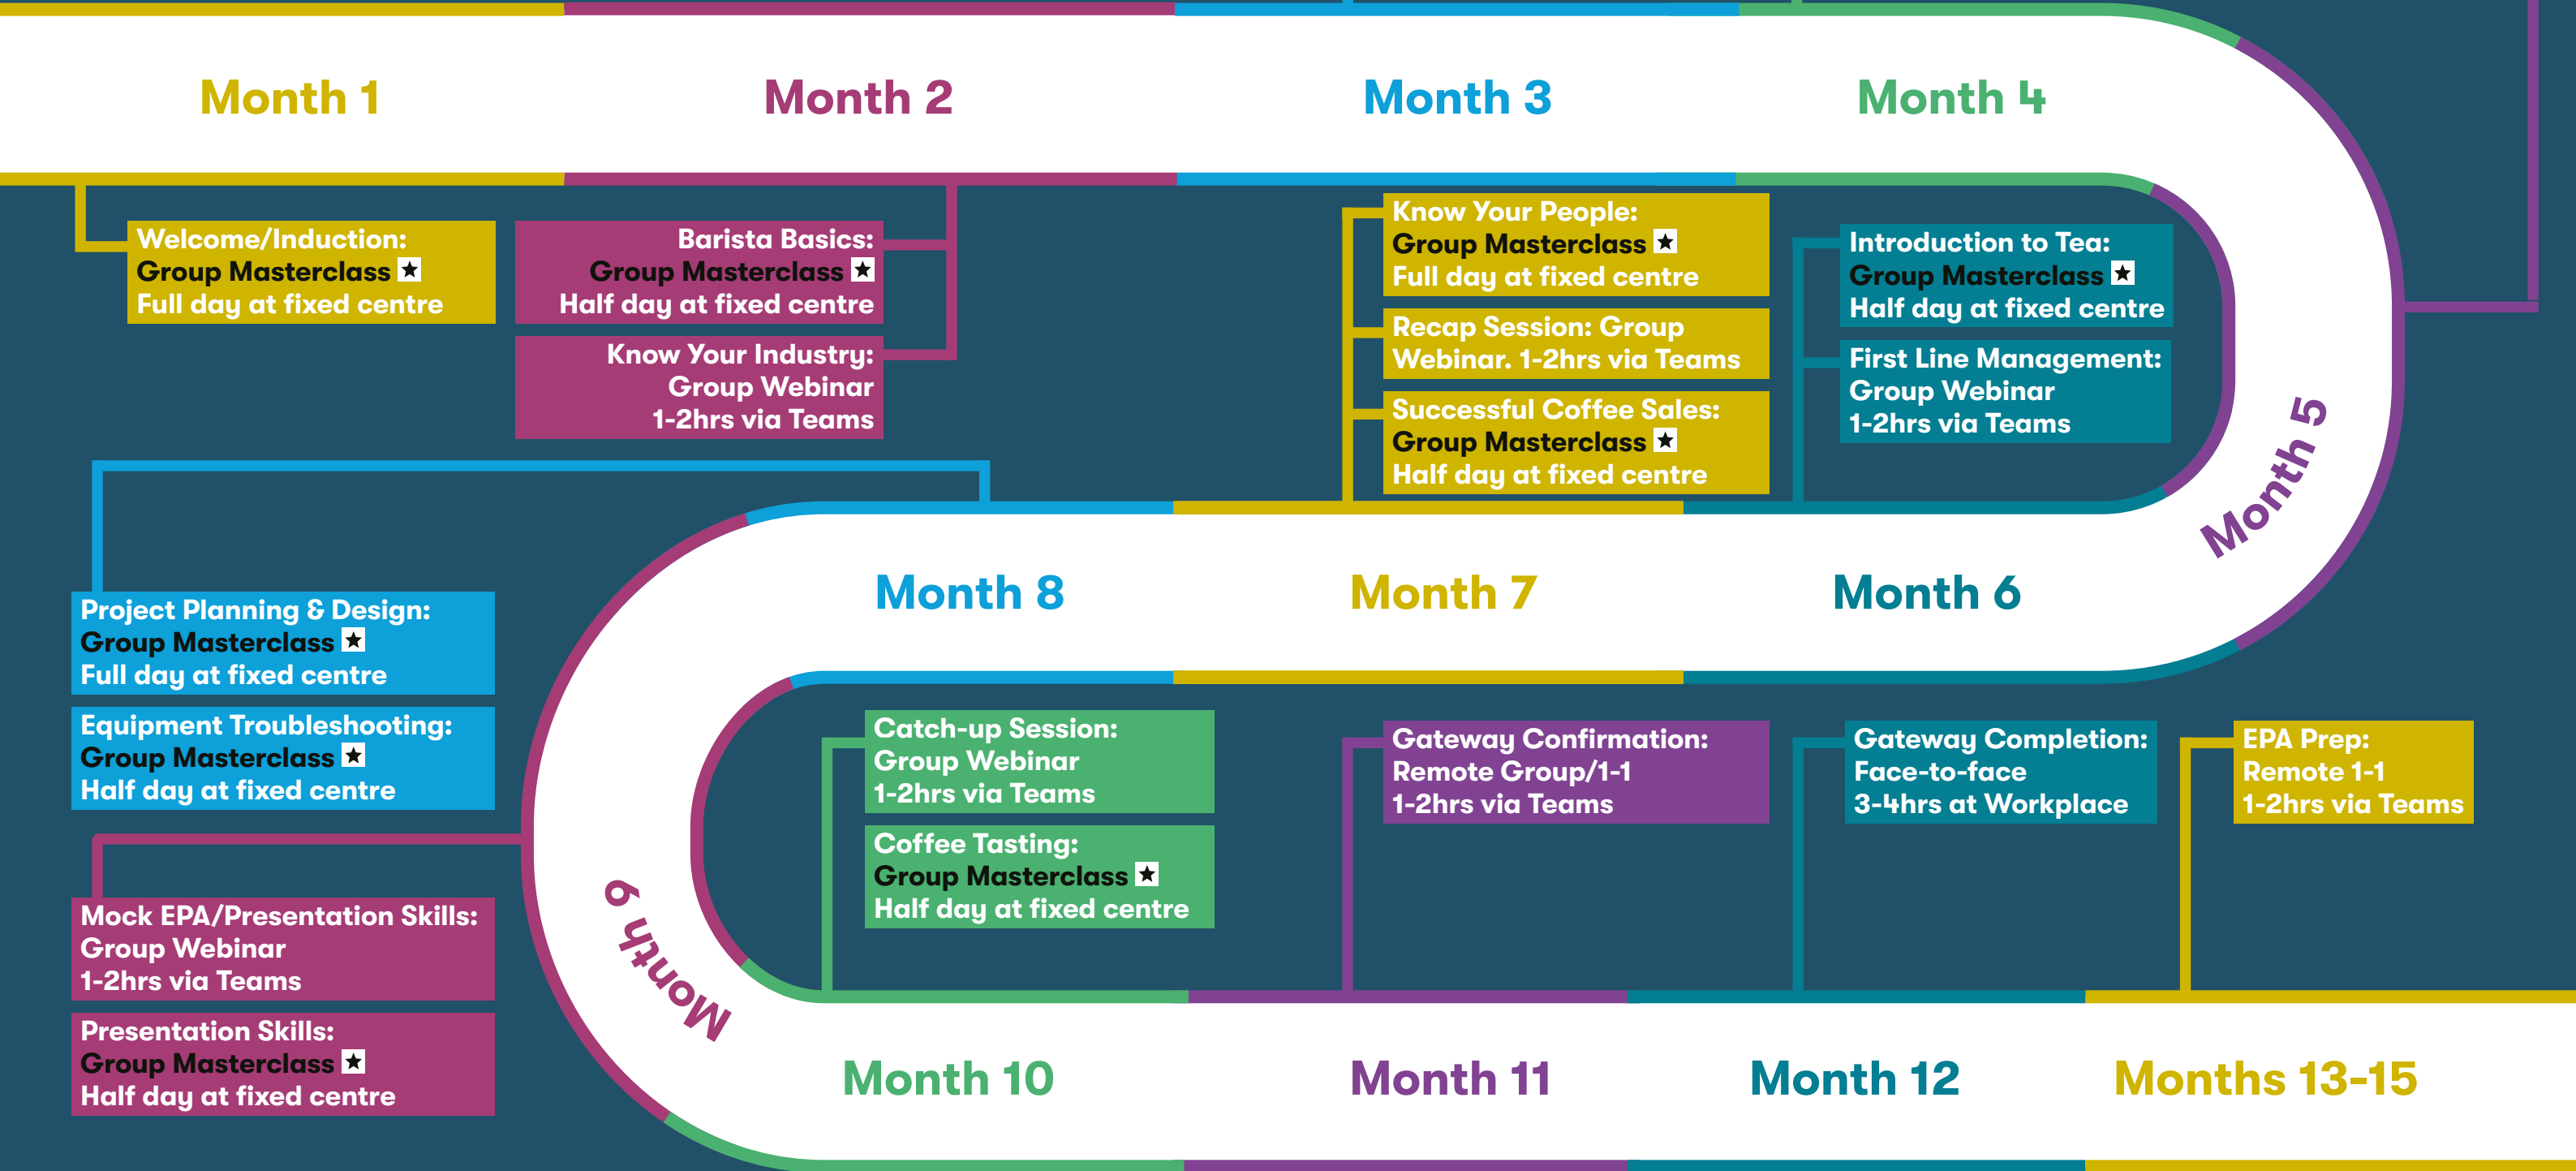 Month 1
Month 2
Month 3
Month 4
Welcome/Induction:
Group Masterclass
Full day at fixed centre
Barista Basics:
Group Masterclass
Half day at fixed centre
Know Your Industry:
Group Webinar
1-2hrs via Teams
Know Your People:
Group Masterclass
Full day at fixed centre
Recap Session: Group
Webinar. 1-2hrs via Teams
Successful Coffee Sales:
Group Masterclass
Half day at fixed centre
Introduction to Tea:
Group Masterclass
Half day at fixed centre
First Line Management:
Group Webinar
1-2hrs via Teams
Month 5
Month 8
Month 7
Month 6
Project Planning & Design:
Group Masterclass
Full day at fixed centre
Equipment Troubleshooting:
Group Masterclass
Half day at fixed centre
Mock EPA/Presentation Skills:
Group Webinar
1-2hrs via Teams
Presentation Skills:
Group Masterclass
Half day at fixed centre
Month 9
Catch-up Session:
Group Webinar
1-2hrs via Teams
Coffee Tasting:
Group Masterclass
Half day at fixed centre
Gateway Confirmation:
Remote Group/1-1
1-2hrs via Teams
Gateway Completion:
Face-to-face
3-4hrs at Workplace
EPA Prep:
Remote 1-1
1-2hrs via Teams
Month 10
Month 11
Month 12
Months 13-15